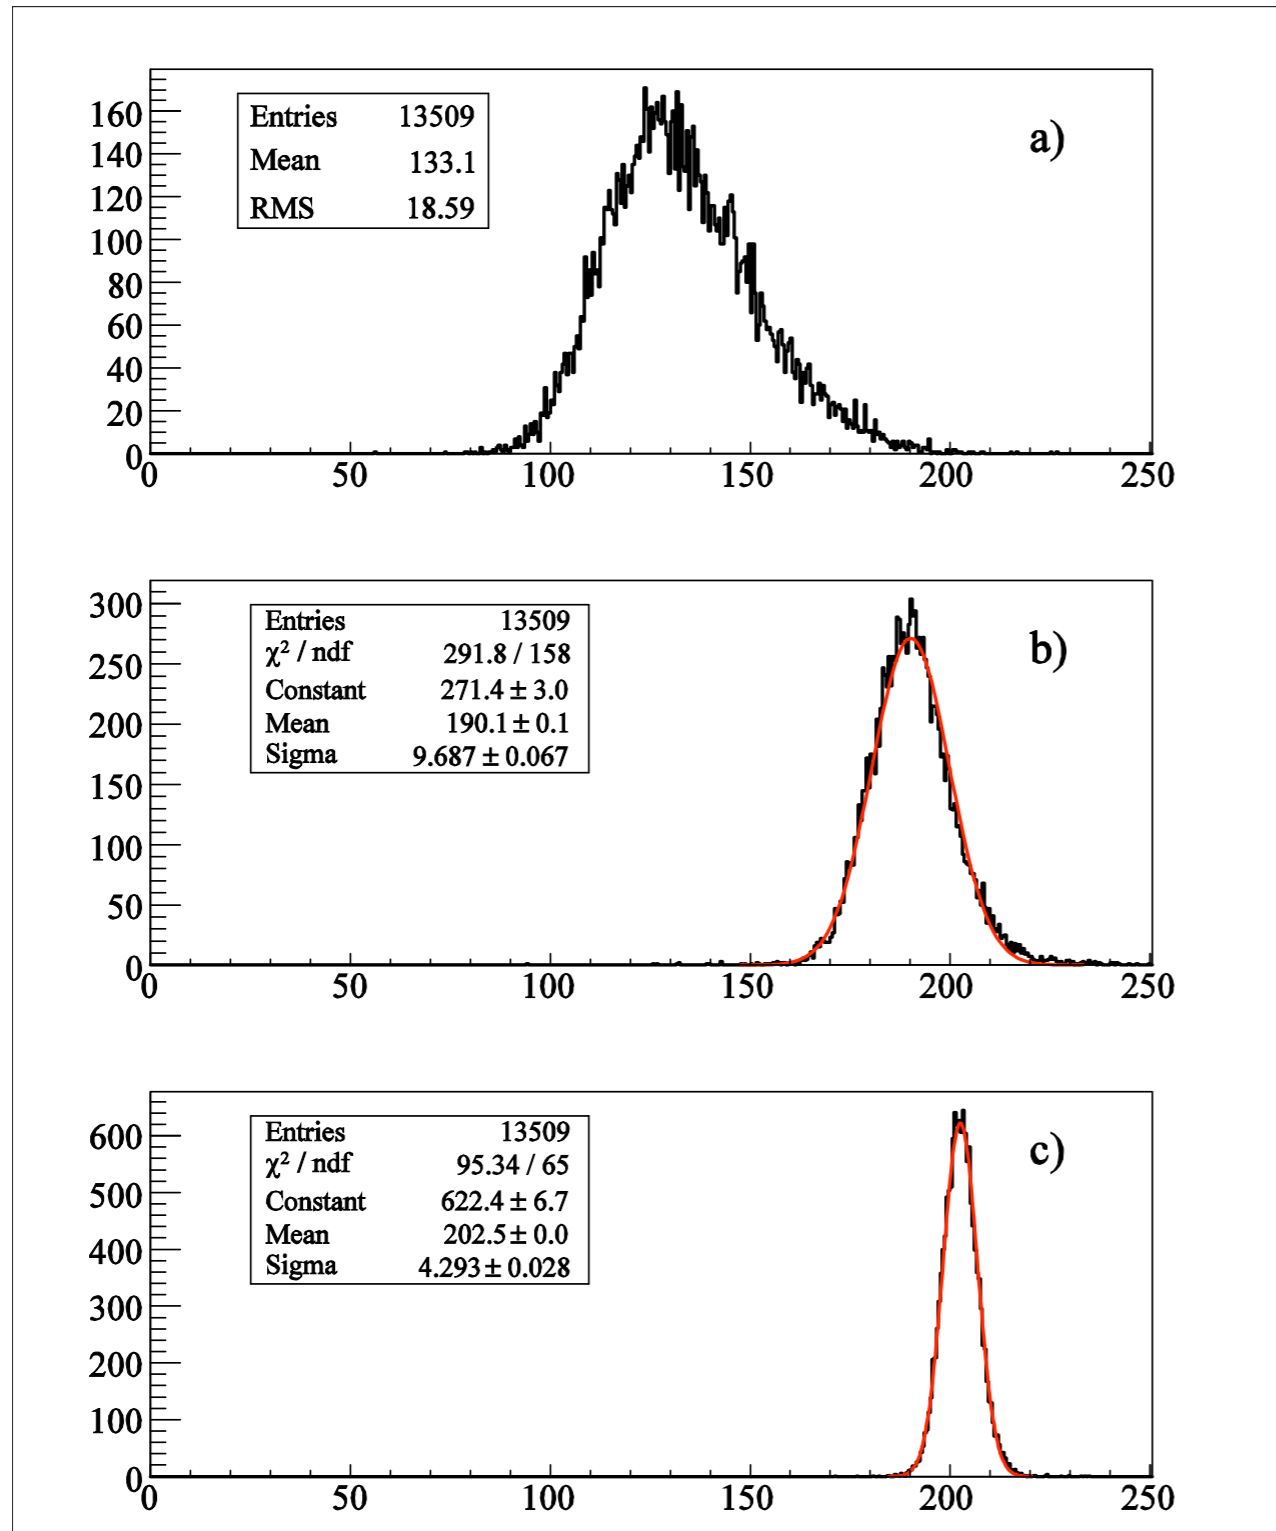 160
140
120
100
80
60
40
20
0
Entries 13509
Mean 133.1
RMS 18.59
a)
0 50 100 150 200 250
300
250
200
150
100
50
0
Entries 13509
χ² / ndf 291.8 / 158
Constant 271.4 ± 3.0
Mean 190.1 ± 0.1
Sigma 9.687 ± 0.067
b)
0 50 100 150 200 250
600
500
400
300
200
100
0
Entries 13509
χ² / ndf 95.34 / 65
Constant 622.4 ± 6.7
Mean 202.5 ± 0.0
Sigma 4.293 ± 0.028
c)
0 50 100 150 200 250